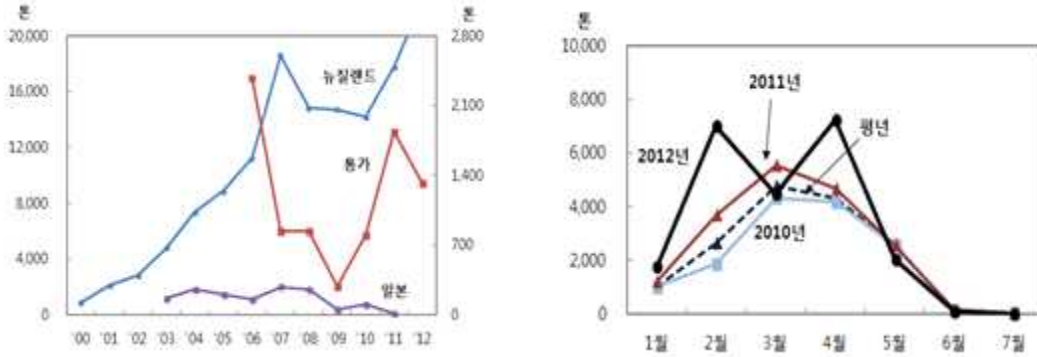 톤
톤
20,000
16,000
12,000
8,000
4,000
0
2,800
2,100
1,400
700
0
뉴질랜드
통가
일본
'00 '01 '02 '03 '04 '05 '06 '07 '08 '09 '10 '11 '12
톤
10,000
8,000
6,000
4,000
2,000
0
2011년
평년
2012년
2010년
1월 2월 3월 4월 5월 6월 7월